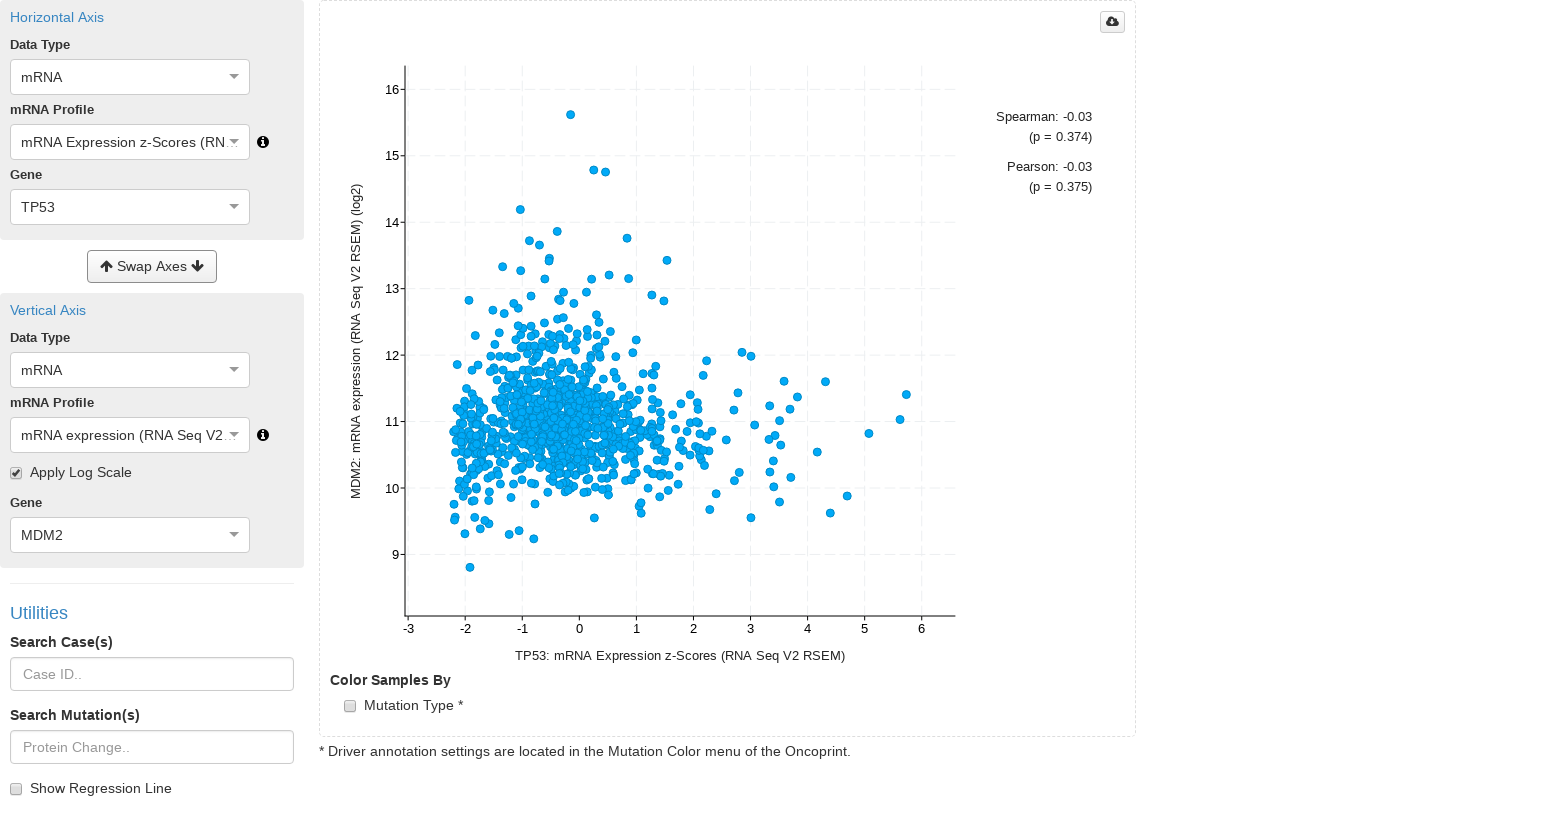 Horizontal Axis
Data Type
mRNA
mRNA Profile
mRNA Expression z-Scores (RN...
Gene
TP53
Swap Axes
Vertical Axis
Data Type
mRNA
mRNA Profile
mRNA expression (RNA Seq V2...
Apply Log Scale
Gene
MDM2
Utilities
Search Case(s)
Case ID..
Search Mutation(s)
Protein Change..
Show Regression Line
MDM2: mRNA expression (RNA Seq V2 RSEM) (log2)
16
15
14
13
12
11
10
9
-3 -2 -1 0 1 2 3 4 5 6
TP53: mRNA Expression z-Scores (RNA Seq V2 RSEM)
Spearman: -0.03
(p = 0.374)
Pearson: -0.03
(p = 0.375)
Color Samples By
Mutation Type *
* Driver annotation settings are located in the Mutation Color menu of the Oncoprint.